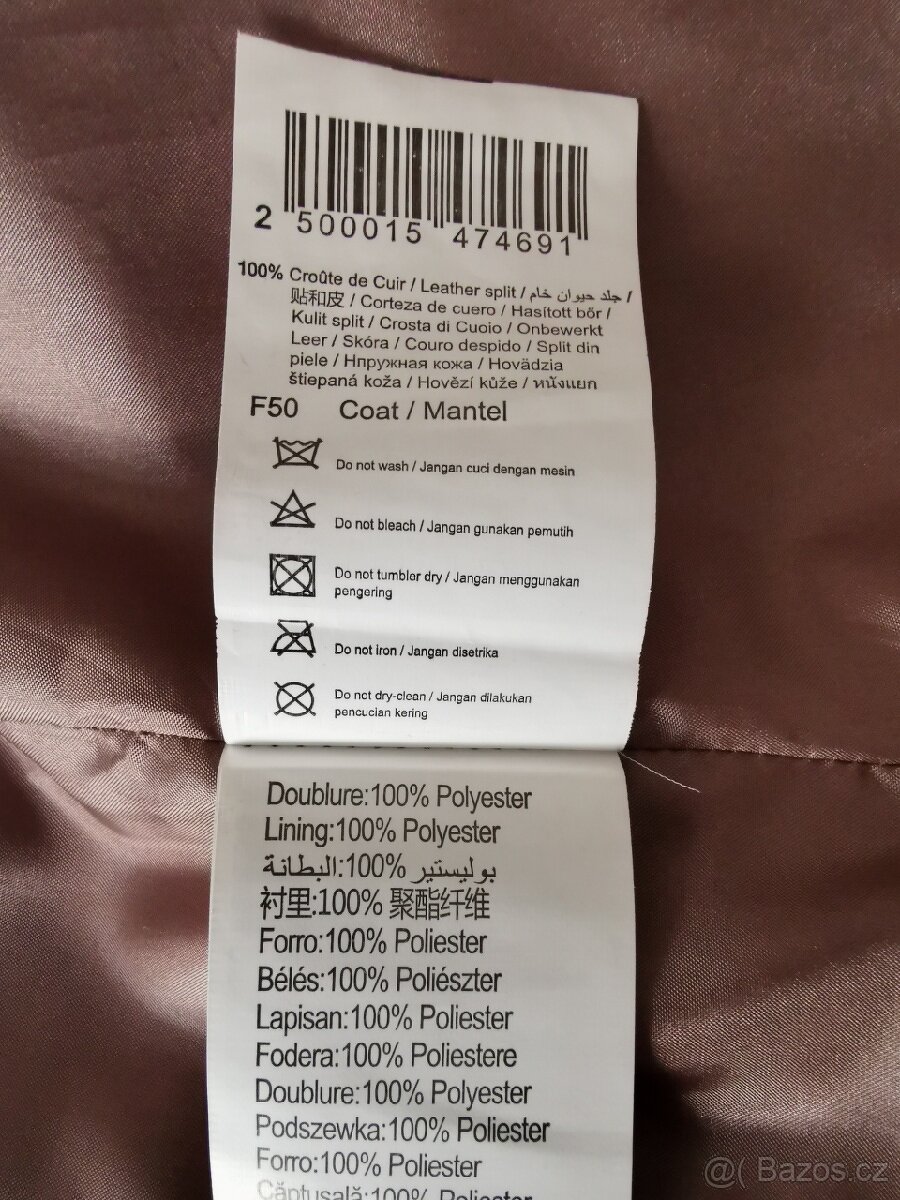 2 500015 474691
100% Croûte de Cuir / Leather split / جلد حيوان خام /
贴和皮 / Corteza de cuero / Hasított bőr /
Kulit split / Crosta di Cuoio / Onbewerkt
Leer / Skóra / Couro despido / Split din
piele / Нпружная кожа / Hovädzia
štiepaná koža / Hovězí kůže / หนังแยก
F50 Coat / Mantel
Do not wash / Jangan cuci dengan mesin
Do not bleach / Jangan gunakan pemutih
Do not tumbler dry / Jangan menggunakan
pengering
Do not iron / Jangan disetrika
Do not dry-clean / Jangan dilakukan
pencucian kering
Doublure:100% Polyester
Lining:100% Polyester
بوليستير 100%:البطانة
衬里:100% 聚酯纤维
Forro:100% Poliester
Bélés:100% Poliészter
Lapisan:100% Poliester
Fodera:100% Poliestere
Doublure:100% Polyester
Podszewka:100% Poliester
Forro:100% Poliester
Căptuşală:100% Poliester
@( Bazos.cz